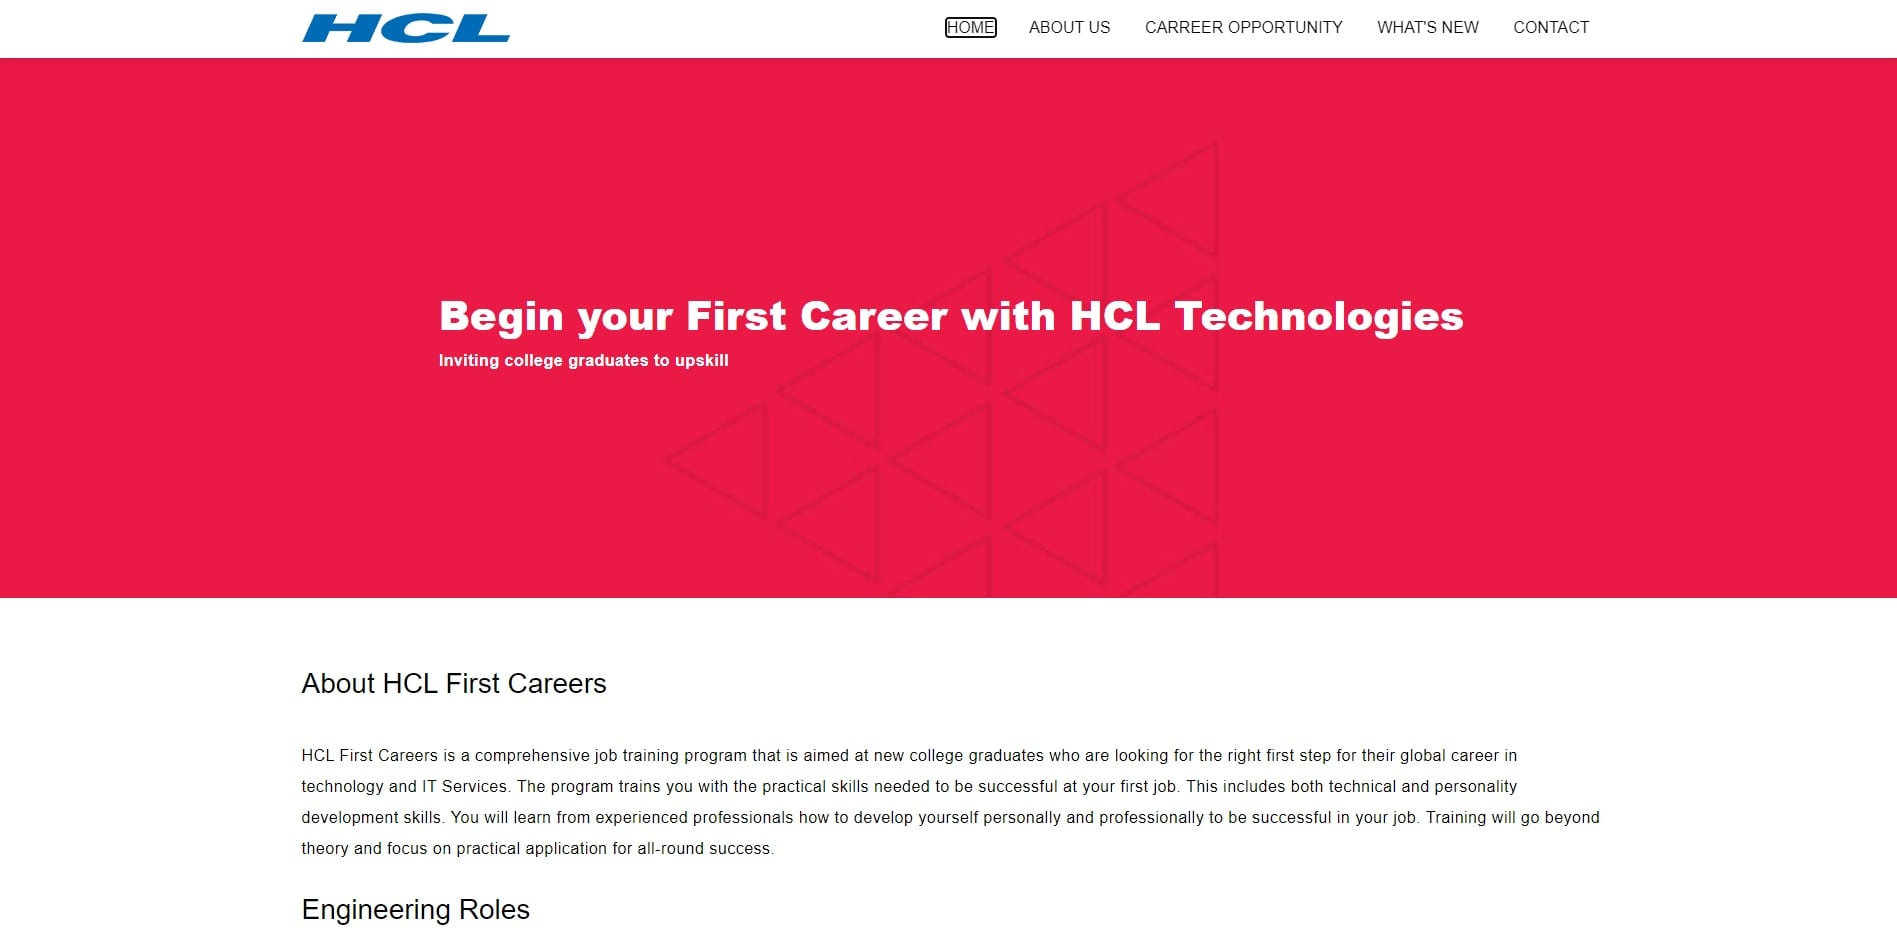 HCL
HOME ABOUT US CARREER OPPORTUNITY WHAT'S NEW CONTACT
Begin your First Career with HCL Technologies
Inviting college graduates to upskill
About HCL First Careers
HCL First Careers is a comprehensive job training program that is aimed at new college graduates who are looking for the right first step for their global career in
technology and IT Services. The program trains you with the practical skills needed to be successful at your first job. This includes both technical and personality
development skills. You will learn from experienced professionals how to develop yourself personally and professionally to be successful in your job. Training will go beyond
theory and focus on practical application for all-round success.
Engineering Roles